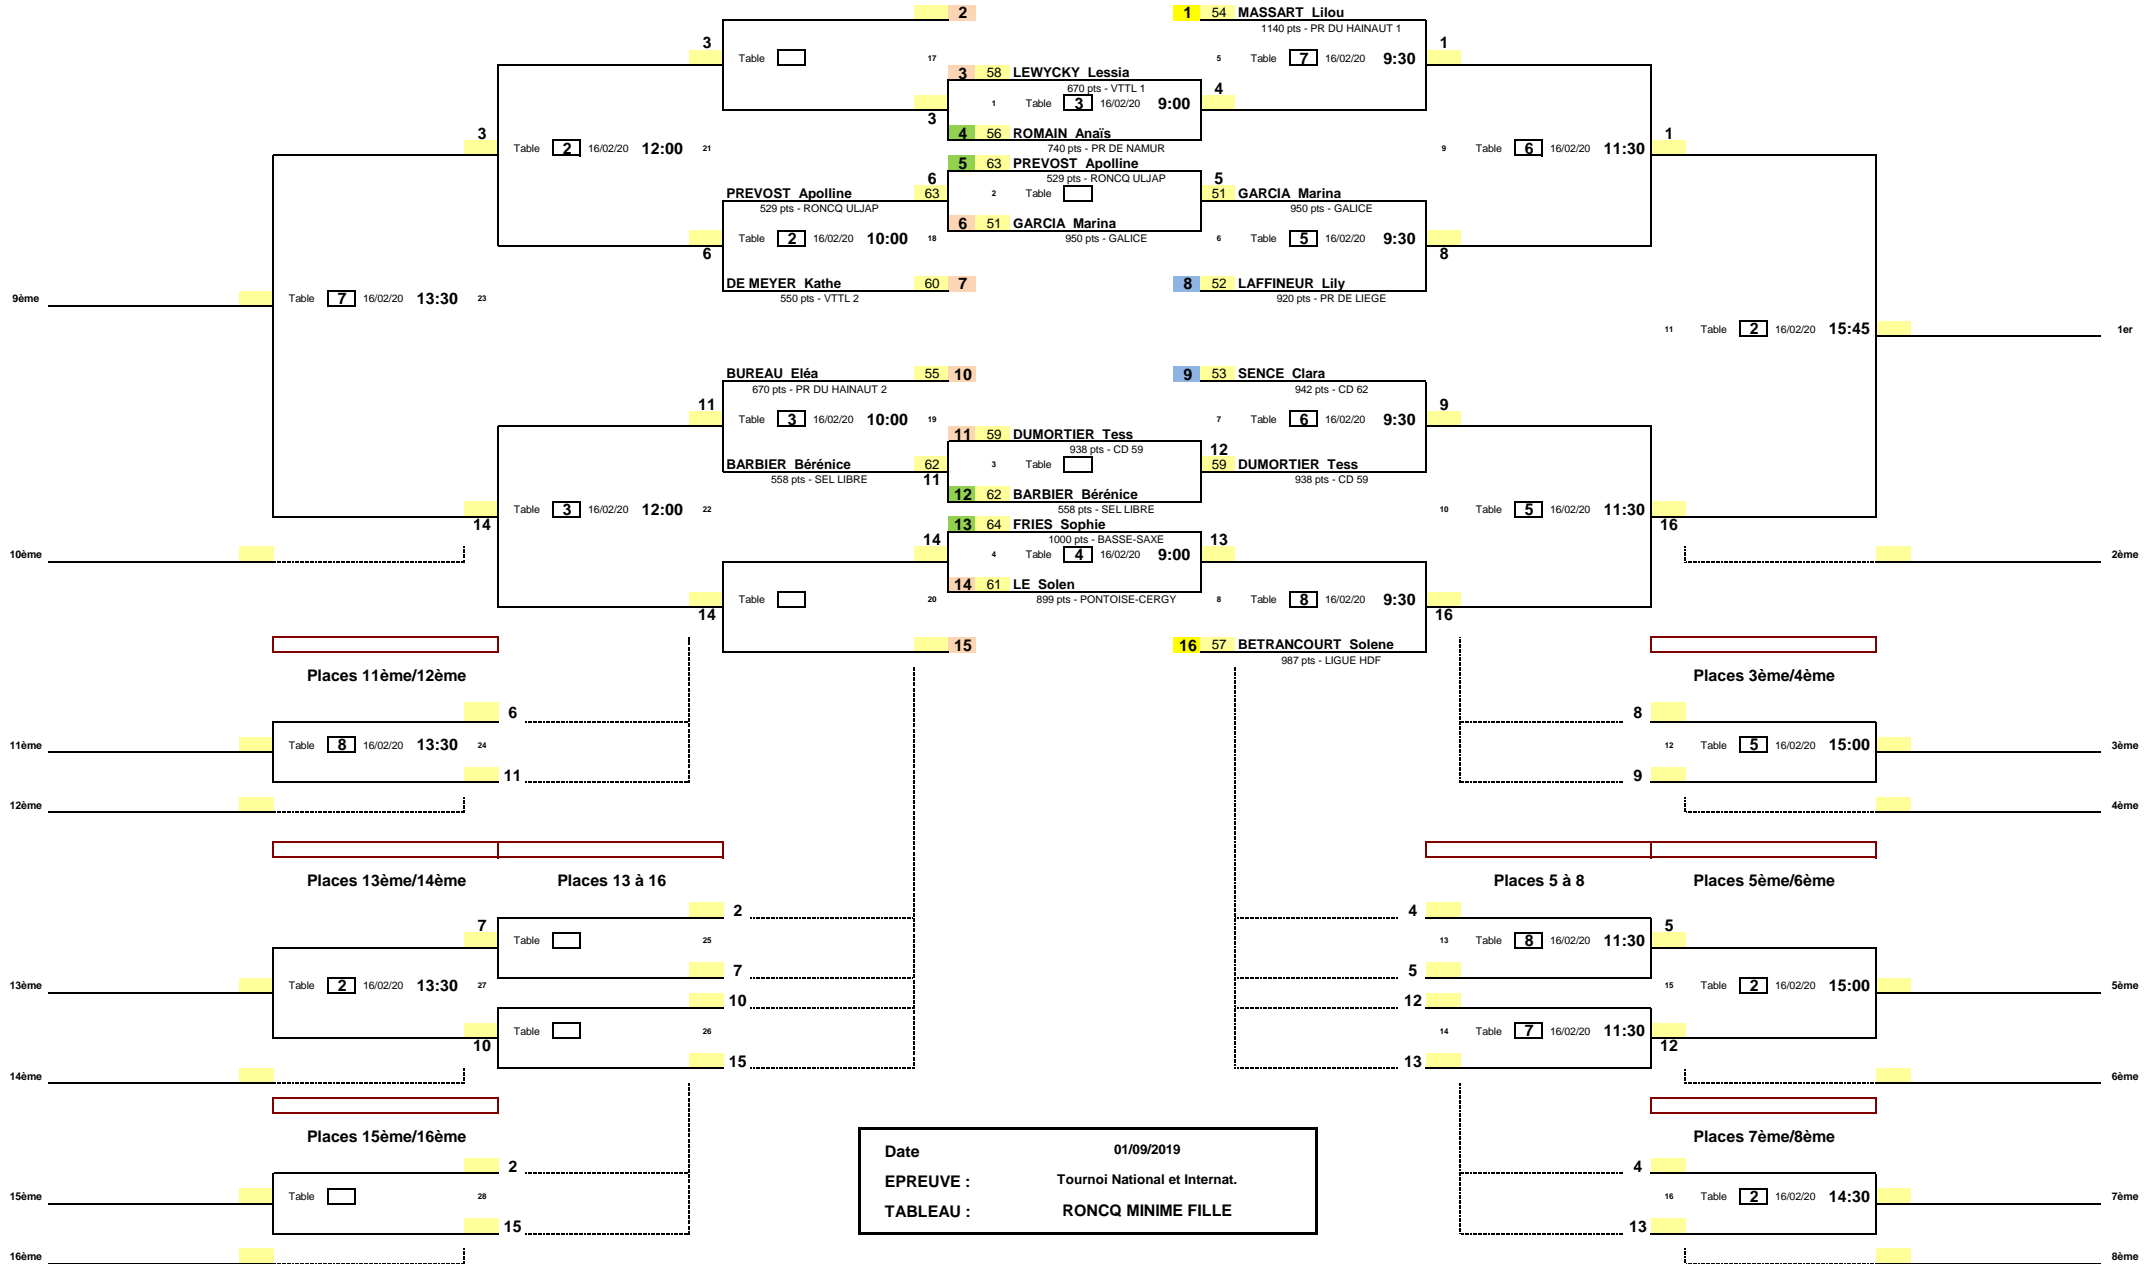 2
1 54 MASSART Lilou
1140 pts - PR DU HAINAUT 1
3
1
Table 17
5 Table 7 16/02/20 9:30
3 58 LEWYCKY Lessia
670 pts - VTTL 1
4
1 Table 3 16/02/20 9:00
3
3
4 56 ROMAIN Anaïs
740 pts - PR DE NAMUR
1
Table 2 16/02/20 12:00 21
9 Table 6 16/02/20 11:30
5 63 PREVOST Apolline
529 pts - RONCQ ULJAP
6
5
PREVOST Apolline 63
529 pts - RONCQ ULJAP
2 Table
51 GARCIA Marina
950 pts - GALICE
6 51 GARCIA Marina
950 pts - GALICE
Table 2 16/02/20 10:00 18
6 Table 5 16/02/20 9:30
6
8
DE MEYER Kathe 60 7
550 pts - VTTL 2
8 52 LAFFINEUR Lily
920 pts - PR DE LIEGE
9ème
Table 7 16/02/20 13:30 23
11 Table 2 16/02/20 15:45
1er
BUREAU Eléa 55 10
670 pts - PR DU HAINAUT 2
9 53 SENCE Clara
942 pts - CD 62
11
9
Table 3 16/02/20 10:00 19
7 Table 6 16/02/20 9:30
11 59 DUMORTIER Tess
938 pts - CD 59
12
BARBIER Bérénice 62
558 pts - SEL LIBRE
3 Table
59 DUMORTIER Tess
938 pts - CD 59
11
12 62 BARBIER Bérénice
558 pts - SEL LIBRE
Table 3 16/02/20 12:00 22
10 Table 5 16/02/20 11:30
14
16
13 64 FRIES Sophie
1000 pts - BASSE-SAXE
14
13
10ème
4 Table 4 16/02/20 9:00
2ème
14 61 LE Solen
899 pts - PONTOISE-CERGY
Table 20
8 Table 8 16/02/20 9:30
14
16
15
16 57 BETRANCOURT Solene
987 pts - LIGUE HDF
Places 11ème/12ème
Places 3ème/4ème
6
8
11ème
Table 8 16/02/20 13:30 24
12 Table 5 16/02/20 15:00
3ème
11
9
12ème
4ème
Places 13ème/14ème
Places 13 à 16
Places 5 à 8
Places 5ème/6ème
2
4
7
5
Table 25
13 Table 8 16/02/20 11:30
7
5
13ème
Table 2 16/02/20 13:30 27
15 Table 2 16/02/20 15:00
5ème
10
12
Table 26
14 Table 7 16/02/20 11:30
10
12
15
13
14ème
6ème
Places 15ème/16ème
Places 7ème/8ème
Date 01/09/2019
2
4
EPREUVE : Tournoi National et Internat.
15ème
Table 28
16 Table 2 16/02/20 14:30
7ème
TABLEAU : RONCQ MINIME FILLE
15
13
16ème
8ème